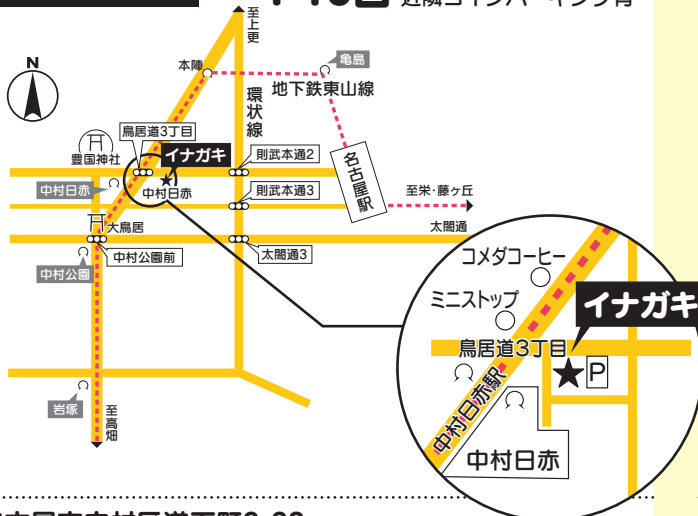 近隣コインパーキング有
至上更
N
本陣
亀島
地下鉄東山線
環状線
鳥居道3丁目
豊国神社
イナガキ
則武本通2
名古屋駅
中村日赤
中村日赤
則武本通3
至栄・藤ヶ丘
大鳥居
太閤通
中村公園前
太閤通3
中村公園
コメダコーヒー
ミニストップ
イナガキ
鳥居道3丁目
P
中村日赤駅
岩塚
至高畑
中村日赤